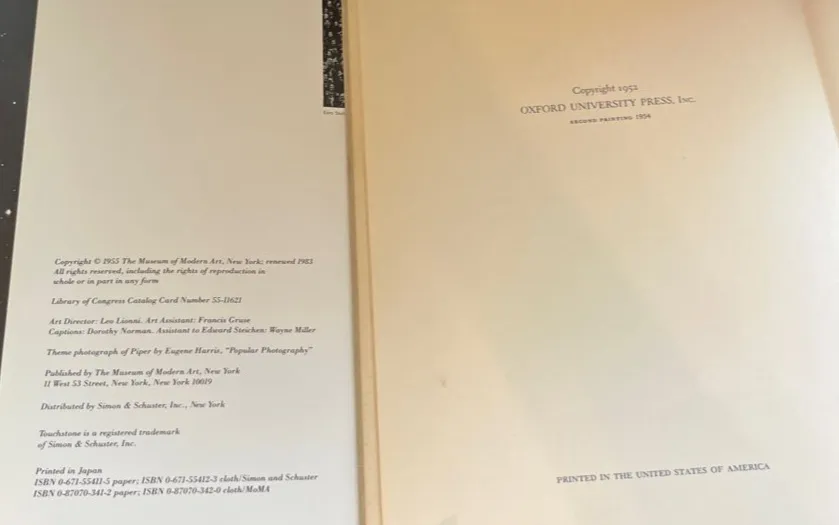 Copyright © 1955 The Museum of Modern Art, New York; renewed 1983
All rights reserved, including the rights of reproduction in
whole or in part in any form
Library of Congress Catalog Card Number 55-11621
Art Director: Leo Lionni. Art Assistant: Francis Gruse
Captions: Dorothy Norman. Assistant to Edward Steichen: Wayne Miller
Theme photograph of Piper by Eugene Harris, "Popular Photography"
Published by The Museum of Modern Art, New York
11 West 53 Street, New York, New York 10019
Distributed by Simon & Schuster, Inc., New York
Touchstone is a registered trademark
of Simon & Schuster, Inc.
Printed in Japan
ISBN 0-671-55411-5 paper; ISBN 0-671-55412-3 cloth/Simon and Schuster
ISBN 0-87070-341-2 paper; ISBN 0-87070-342-0 cloth/MoMA
Copyright 1952
OXFORD UNIVERSITY PRESS, Inc.
SECOND PRINTING 1954
PRINTED IN THE UNITED STATES OF AMERICA